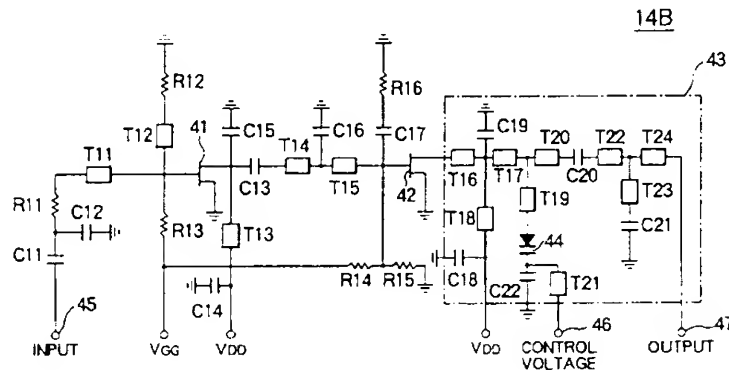 14B
43
R12
R16
T12
41
C15
C16
C17
C19
T11
T14
T16
T17
T20
T22
T24
C13
T15
42
C20
R11
C12
R13
T13
T18
T19
T23
C11
44
C21
R14
R15
C18
C22
T21
C14
45
46
47
INPUT
VGG
VDD
VDD
CONTROL
VOLTAGE
OUTPUT